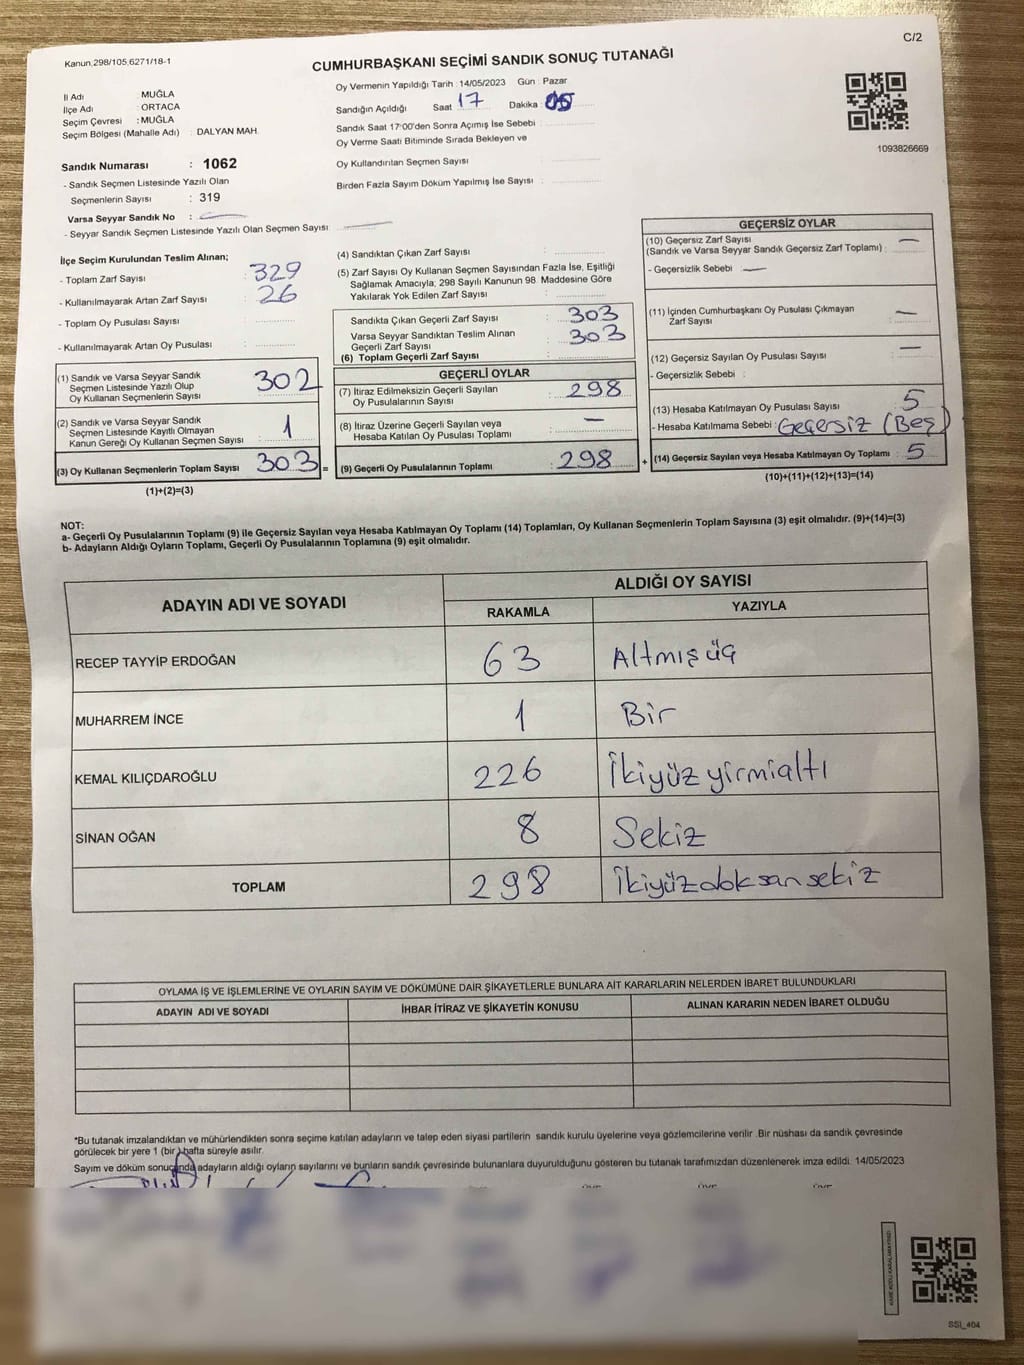 C/2
Kanun.298/105,6271/18-1
CUMHURBAŞKANI SEÇİMİ SANDIK SONUÇ TUTANAĞI
İl Adı : MUĞLA
İlçe Adı : ORTACA
Seçim Çevresi : MUĞLA
Seçim Bölgesi (Mahalle Adı) : DALYAN MAH.
Sandık Numarası : 1062
- Sandık Seçmen Listesinde Yazılı Olan
Seçmenlerin Sayısı : 319
Varsa Seyyar Sandık No :
- Seyyar Sandık Seçmen Listesinde Yazılı Olan Seçmen Sayısı :
Oy Vermenin Yapıldığı Tarih : 14/05/2023 Gün : Pazar
Sandığın Açıldığı Saat 17 Dakika : 05
Sandık Saat 17:00'den Sonra Açımış İse Sebebi :
Oy Verme Saati Bitiminde Sırada Bekleyen ve
Oy Kullandırılan Seçmen Sayısı :
Birden Fazla Sayım Döküm Yapılmış İse Sayısı :
1093826669
İlçe Seçim Kurulundan Teslim Alınan;
- Toplam Zarf Sayısı : 329
- Kullanılmayarak Artan Zarf Sayısı : 26
- Toplam Oy Pusulası Sayısı :
- Kullanılmayarak Artan Oy Pusulası :
(1) Sandık ve Varsa Seyyar Sandık
Seçmen Listesinde Yazılı Olup
Oy Kullanan Seçmenlerin Sayısı : 302
(2) Sandık ve Varsa Seyyar Sandık
Seçmen Listesinde Kayıtlı Olmayan
Kanun Gereği Oy Kullanan Seçmen Sayısı : 1
(3) Oy Kullanan Seçmenlerin Toplam Sayısı : 303 =
(1)+(2)=(3)
(4) Sandıktan Çıkan Zarf Sayısı :
(5) Zarf Sayısı Oy Kullanan Seçmen Sayısından Fazla İse, Eşitliği
Sağlamak Amacıyla, 298 Sayılı Kanunun 98. Maddesine Göre
Yakılarak Yok Edilen Zarf Sayısı :
Sandıkta Çıkan Geçerli Zarf Sayısı : 303
Varsa Seyyar Sandıktan Teslim Alınan
Geçerli Zarf Sayısı : 303
(6) Toplam Geçerli Zarf Sayısı :
GEÇERLİ OYLAR
(7) İtiraz Edilmeksizin Geçerli Sayılan
Oy Pusulalarının Sayısı : 298
(8) İtiraz Üzerine Geçerli Sayılan veya
Hesaba Katılan Oy Pusulası Toplamı : —
(9) Geçerli Oy Pusulalarının Toplamı : 298 +
GEÇERSİZ OYLAR
(10) Geçersiz Zarf Sayısı —
(Sandık ve Varsa Seyyar Sandık Geçersiz Zarf Toplamı) :
- Geçersizlik Sebebi : —
(11) İçinden Cumhurbaşkanı Oy Pusulası Çıkmayan
Zarf Sayısı : —
(12) Geçersiz Sayılan Oy Pusulası Sayısı : —
- Geçersizlik Sebebi :
(13) Hesaba Katılmayan Oy Pusulası Sayısı : 5
- Hesaba Katılmama Sebebi : Geçersiz (Beş)
(14) Geçersiz Sayılan veya Hesaba Katılmayan Oy Toplamı : 5
(10)+(11)+(12)+(13)=(14)
NOT:
a- Geçerli Oy Pusulalarının Toplamı (9) ile Geçersiz Sayılan veya Hesaba Katılmayan Oy Toplamı (14) Toplamları, Oy Kullanan Seçmenlerin Toplam Sayısına (3) eşit olmalıdır. (9)+(14)=(3)
b- Adayların Aldığı Oyların Toplamı, Geçerli Oy Pusulalarının Toplamına (9) eşit olmalıdır.
ADAYIN ADI VE SOYADI ALDIĞI OY SAYISI
RAKAMLA YAZIYLA
RECEP TAYYİP ERDOĞAN 63 Altmışüç
MUHARREM İNCE 1 Bir
KEMAL KILIÇDAROĞLU 226 İkiyüz yirmialtı
SİNAN OĞAN 8 Sekiz
TOPLAM 298 İkiyüzdoksansekiz
OYLAMA İŞ VE İŞLEMLERİNE VE OYLARIN SAYIM VE DÖKÜMÜNE DAİR ŞİKAYETLERLE BUNLARA AİT KARARLARIN NELERDEN İBARET BULUNDUKLARI
ADAYIN ADI VE SOYADI İHBAR İTİRAZ VE ŞİKAYETİN KONUSU ALINAN KARARIN NEDEN İBARET OLDUĞU
*Bu tutanak imzalandıktan ve mühürlendikten sonra seçime katılan adayların ve talep eden siyasi partilerin sandık kurulu üyelerine veya gözlemcilerine verilir .Bir nüshası da sandık çevresinde
görülecek bir yere 1 (bir) hafta süreyle asılır.
Sayım ve döküm sonucunda adayların aldığı oyların sayılarını ve bunların sandık çevresinde bulunanlara duyurulduğunu gösteren bu tutanak tarafımızdan düzenlenerek imza edildi. 14/05/2023
SSI_404